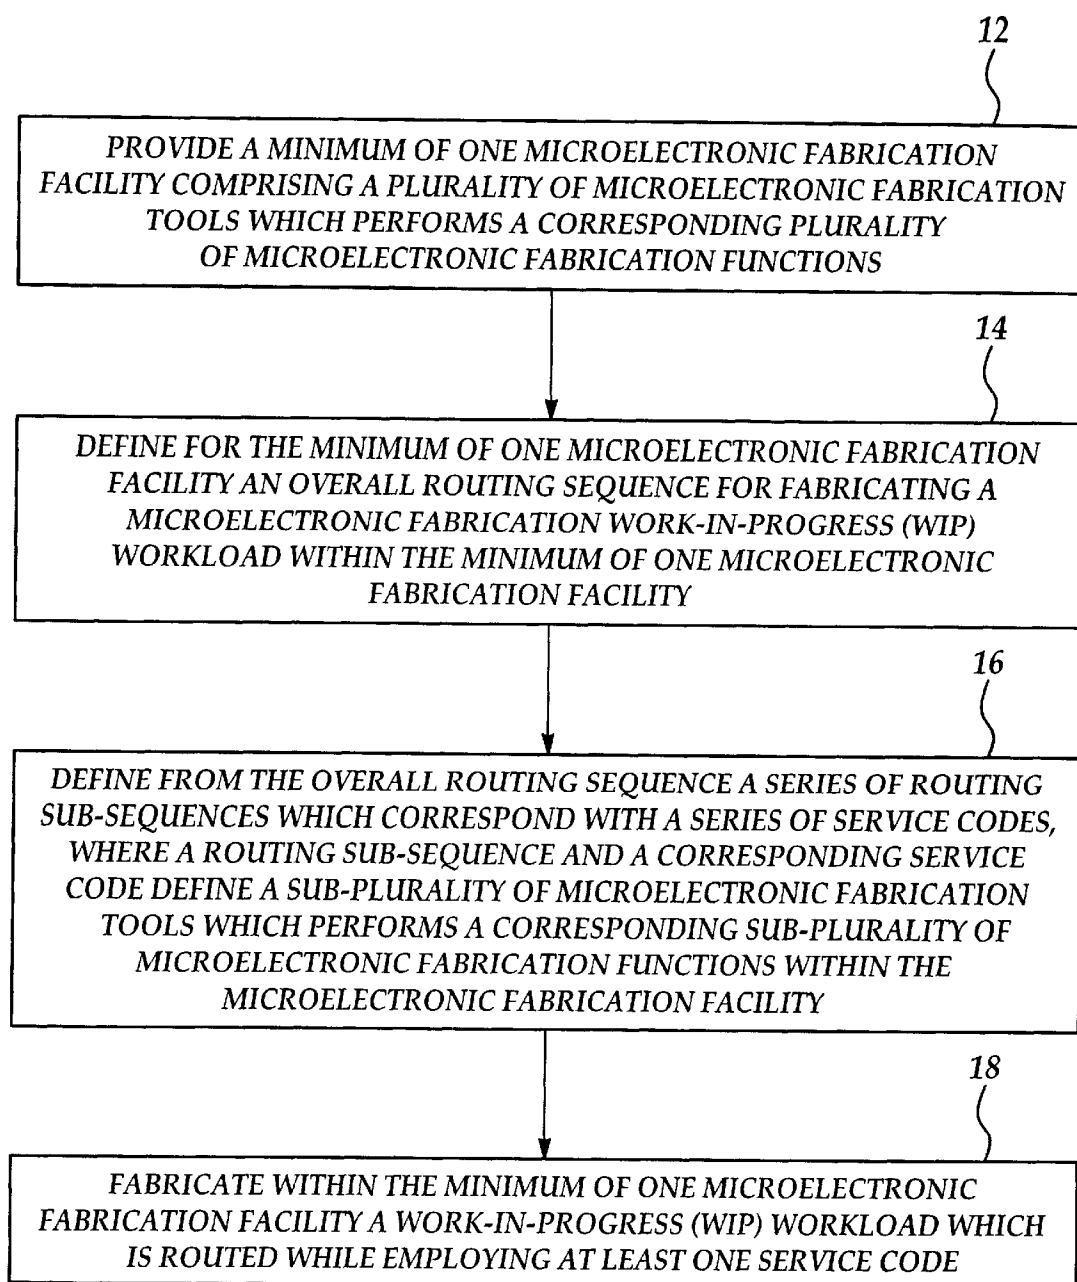 12
PROVIDE A MINIMUM OF ONE MICROELECTRONIC FABRICATION
FACILITY COMPRISING A PLURALITY OF MICROELECTRONIC FABRICATION
TOOLS WHICH PERFORMS A CORRESPONDING PLURALITY
OF MICROELECTRONIC FABRICATION FUNCTIONS
14
DEFINE FOR THE MINIMUM OF ONE MICROELECTRONIC FABRICATION
FACILITY AN OVERALL ROUTING SEQUENCE FOR FABRICATING A
MICROELECTRONIC FABRICATION WORK-IN-PROGRESS (WIP)
WORKLOAD WITHIN THE MINIMUM OF ONE MICROELECTRONIC
FABRICATION FACILITY
16
DEFINE FROM THE OVERALL ROUTING SEQUENCE A SERIES OF ROUTING
SUB-SEQUENCES WHICH CORRESPOND WITH A SERIES OF SERVICE CODES,
WHERE A ROUTING SUB-SEQUENCE AND A CORRESPONDING SERVICE
CODE DEFINE A SUB-PLURALITY OF MICROELECTRONIC FABRICATION
TOOLS WHICH PERFORMS A CORRESPONDING SUB-PLURALITY OF
MICROELECTRONIC FABRICATION FUNCTIONS WITHIN THE
MICROELECTRONIC FABRICATION FACILITY
18
FABRICATE WITHIN THE MINIMUM OF ONE MICROELECTRONIC
FABRICATION FACILITY A WORK-IN-PROGRESS (WIP) WORKLOAD WHICH
IS ROUTED WHILE EMPLOYING AT LEAST ONE SERVICE CODE